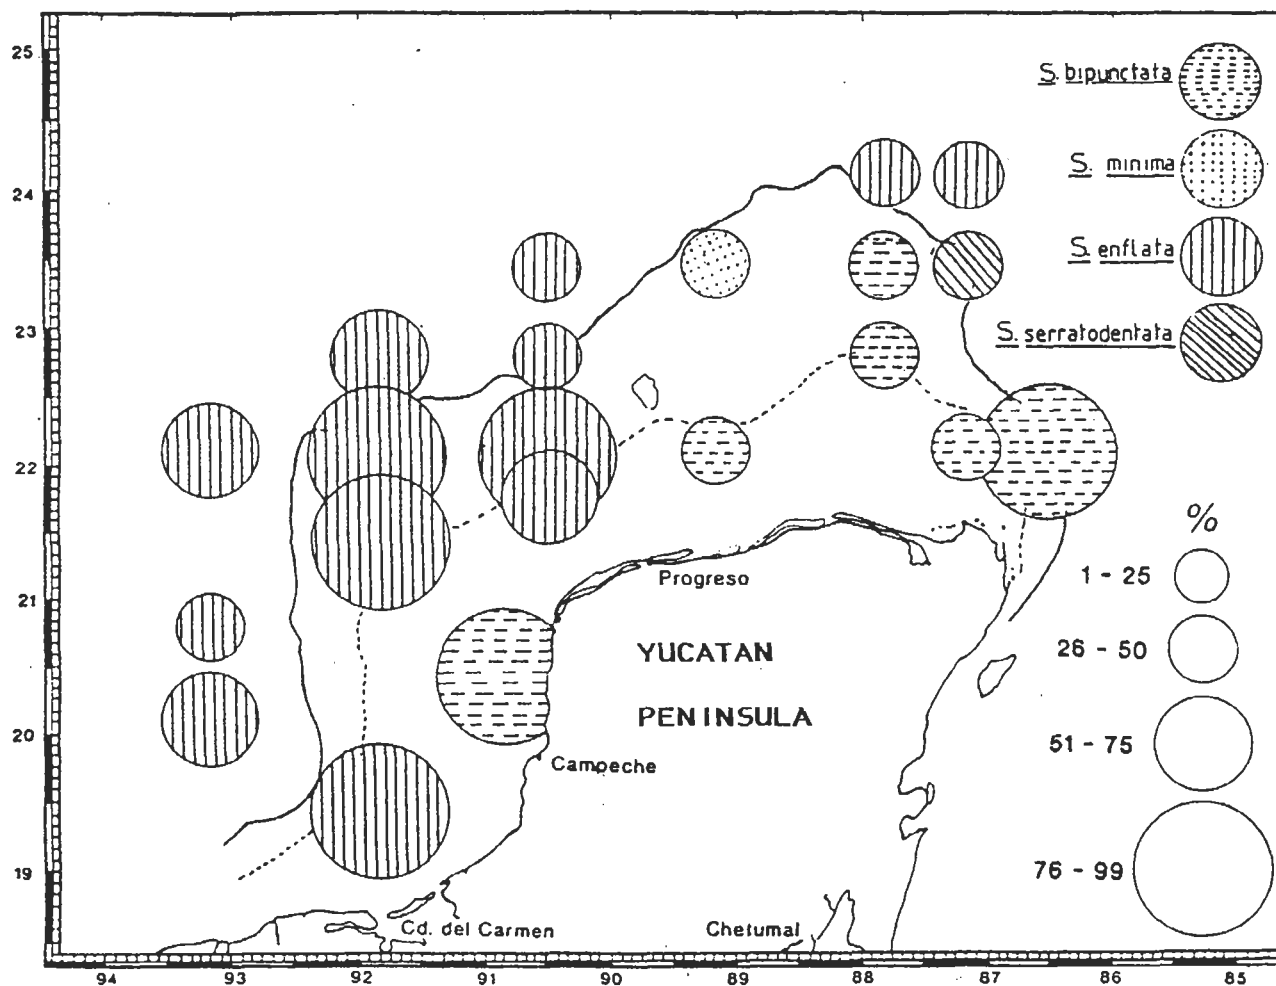 25
24
23
22
21
20
19
S. bipunctata
S. minima
S. enflata
S. serratodentata
%
1 - 25
26 - 50
51 - 75
76 - 99
Progreso
YUCATAN
PENINSULA
Campeche
Cd. del Carmen
Chetumal
94 93 92 91 90 89 88 87 86 85